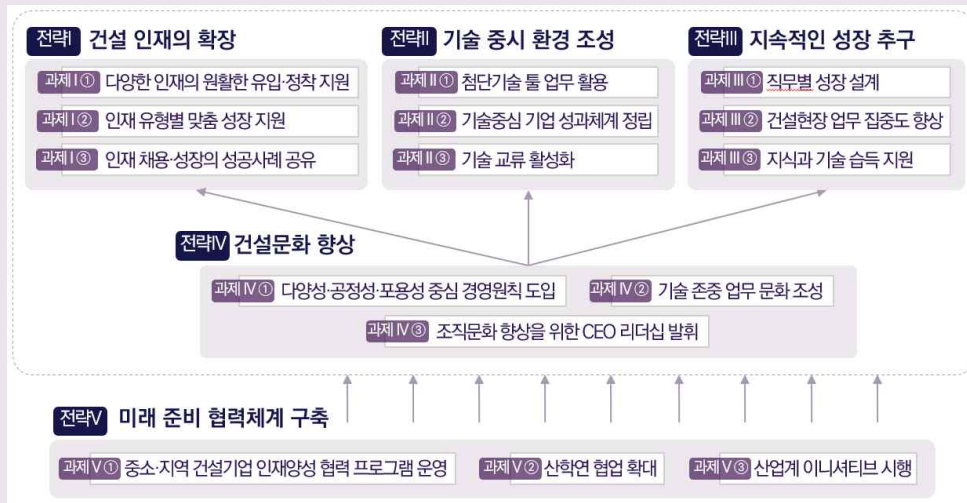 전략Ⅰ 건설 인재의 확장
과제Ⅰ① 다양한 인재의 원활한 유입·정착 지원
과제Ⅰ② 인재 유형별 맞춤 성장 지원
과제Ⅰ③ 인재 채용·성장의 성공사례 공유
전략Ⅱ 기술 중시 환경 조성
과제Ⅱ① 첨단기술 툴 업무 활용
과제Ⅱ② 기술중심 기업 성과체계 정립
과제Ⅱ③ 기술 교류 활성화
전략Ⅲ 지속적인 성장 추구
과제Ⅲ① 직무별 성장 설계
과제Ⅲ② 건설현장 업무 집중도 향상
과제Ⅲ③ 지식과 기술 습득 지원
전략Ⅳ 건설문화 향상
과제Ⅳ① 다양성·공정성·포용성 중심 경영원칙 도입
과제Ⅳ② 기술 존중 업무 문화 조성
과제Ⅳ③ 조직문화 향상을 위한 CEO 리더십 발휘
전략Ⅴ 미래 준비 협력체계 구축
과제Ⅴ① 중소·지역 건설기업 인재양성 협력 프로그램 운영
과제Ⅴ② 산학연 협업 확대
과제Ⅴ③ 산업계 이니셔티브 시행